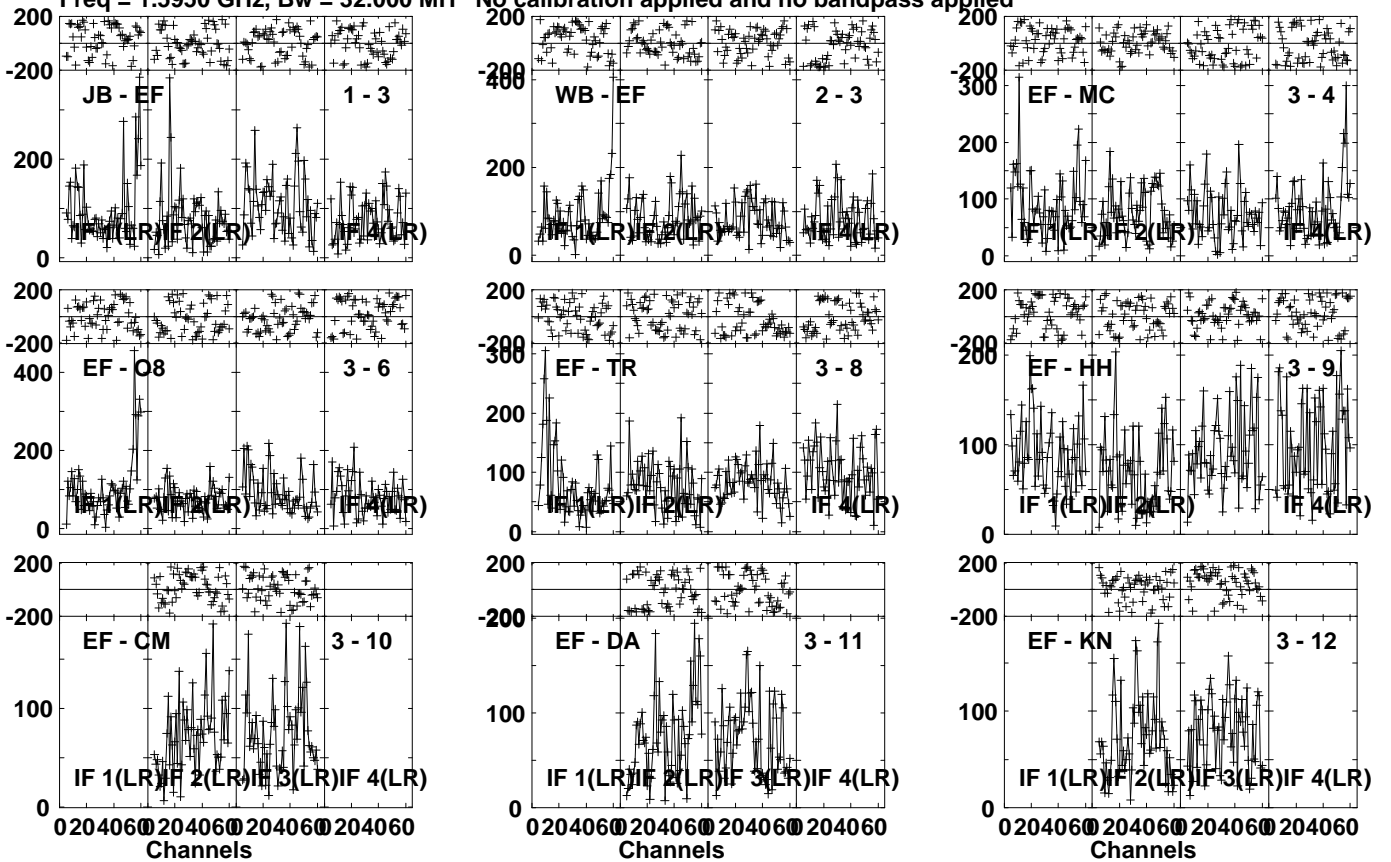 Freq = 1.5950 GHz, Bw = 32.000 MH No calibration applied and no bandpass applied
200 200 200
-200 -200 -200
400
JB - EF 1 - 3 WB - EF 2 - 3 EF - MC 3 - 4
300
200 200 200
100
0 0 0
IF 1(LR) IF 2(LR) IF 4(LR) IF 1(LR) IF 2(LR) IF 4(LR) IF 1(LR) IF 2(LR) IF 4(LR)
200 200 200
-200 -200 -200
300 200
EF - O8 3 - 6 EF - TR 3 - 8 EF - HH 3 - 9
400
200 200
100 100
0 0 0
IF 1(LR) IF 2(LR) IF 4(LR) IF 1(LR) IF 2(LR) IF 4(LR) IF 1(LR) IF 2(LR) IF 4(LR)
200 200 200
-200 -200 -200
200
EF - CM 3 - 10 EF - DA 3 - 11 EF - KN 3 - 12
100 100 100
IF 1(LR) IF 2(LR) IF 3(LR) IF 4(LR) IF 1(LR) IF 2(LR) IF 3(LR) IF 4(LR) IF 1(LR) IF 2(LR) IF 3(LR) IF 4(LR)
0 0 0
0 20 40 60 0 20 40 60 0 20 40 60 0 20 40 60 0 20 40 60 0 20 40 60 0 20 40 60 0 20 40 60 0 20 40 60 0 20 40 60 0 20 40 60 0 20 40 60
Channels Channels Channels